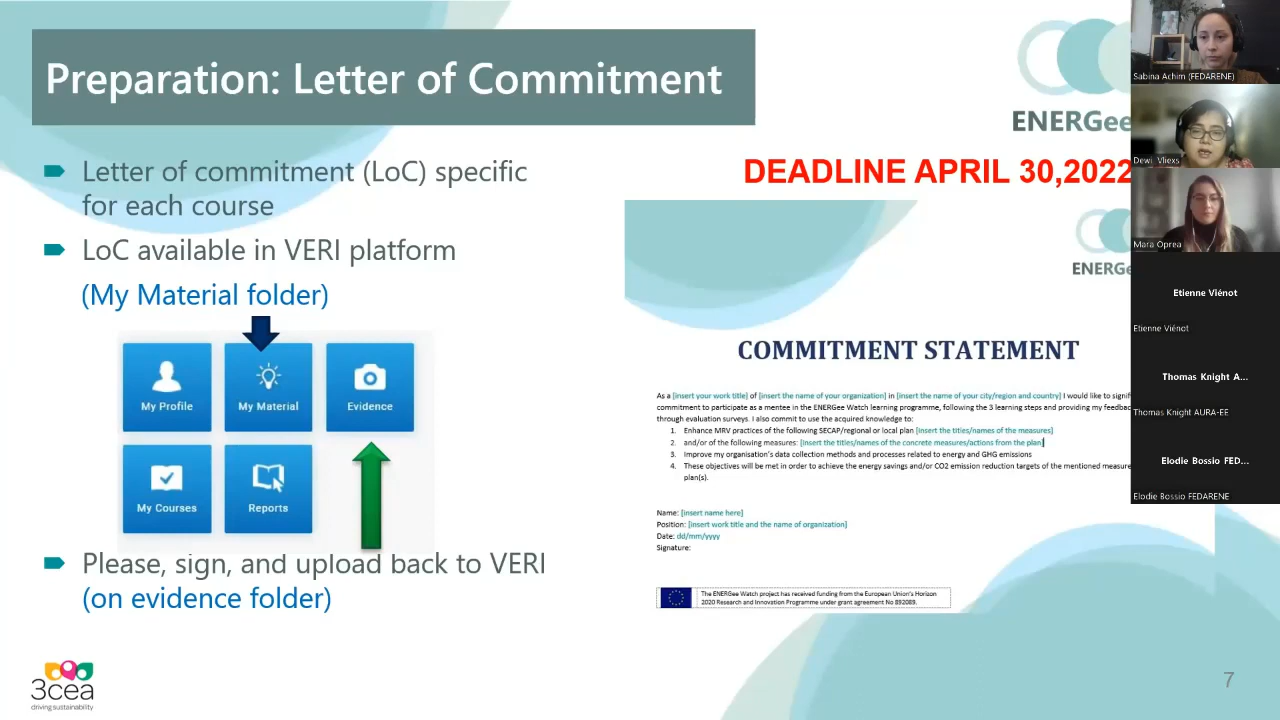 Preparation: Letter of Commitment
ENERGee
DEADLINE APRIL 30,2022
Letter of commitment (LoC) specific
for each course
LoC available in VERI platform
(My Material folder)
My Profile
My Material
Evidence
My Courses
Reports
Please, sign, and upload back to VERI
(on evidence folder)
3cea
driving sustainability
ENERGe
COMMITMENT STATEMENT
As a [insert your work title] of [insert the name of your organization] in [insert the name of your city/region and country] I would like to signif
commitment to participate as a mentee in the ENERGee Watch learning programme, following the 3 learning steps and providing my feedbac
through evaluation surveys. I also commit to use the acquired knowledge to:
1. Enhance MRV practices of the following SECAP/regional or local plan [insert the titles/names of the measures]
2. and/or of the following measures: [insert the titles/names of the concrete measures/actions from the plan]
3. Improve my organisation's data collection methods and processes related to energy and GHG emissions
4. These objectives will be met in order to achieve the energy savings and/or CO2 emission reduction targets of the mentioned measure
plan(s).
Name: [insert name here]
Position: [insert work title and the name of organization]
Date: dd/mm/yyyy
Signature:
The ENERGee Watch project has received funding from the European Union's Horizon
2020 Research and Innovation Programme under grant agreement No 892089.
7
Sabina Achim (FEDARENE)
Dewi_Vliexs
Mara Oprea
Etienne Viénot
Etienne Viénot
Thomas Knight A...
Thomas Knight AURA-EE
Elodie Bossio FED...
Elodie Bossio FEDARENE